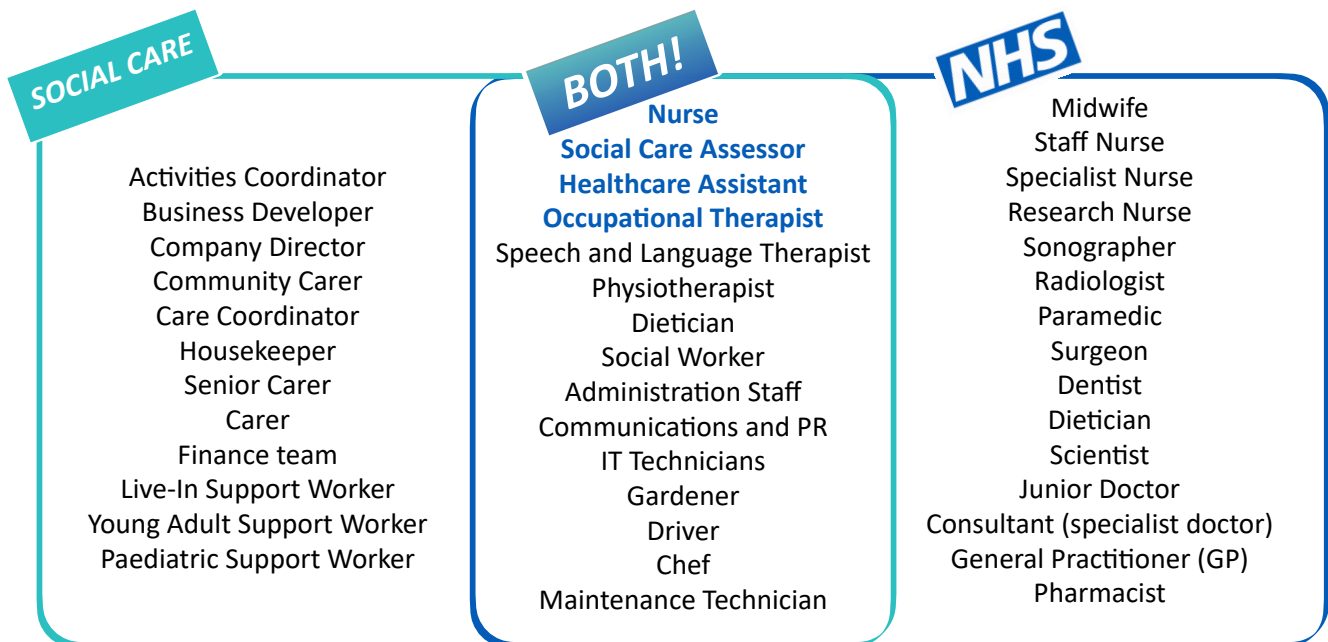 SOCIAL CARE
Activities Coordinator
Business Developer
Company Director
Community Carer
Care Coordinator
Housekeeper
Senior Carer
Carer
Finance team
Live-In Support Worker
Young Adult Support Worker
Paediatric Support Worker
BOTH!
Nurse
Social Care Assessor
Healthcare Assistant
Occupational Therapist
Speech and Language Therapist
Physiotherapist
Dietician
Social Worker
Administration Staff
Communications and PR
IT Technicians
Gardener
Driver
Chef
Maintenance Technician
NHS
Midwife
Staff Nurse
Specialist Nurse
Research Nurse
Sonographer
Radiologist
Paramedic
Surgeon
Dentist
Dietician
Scientist
Junior Doctor
Consultant (specialist doctor)
General Practitioner (GP)
Pharmacist